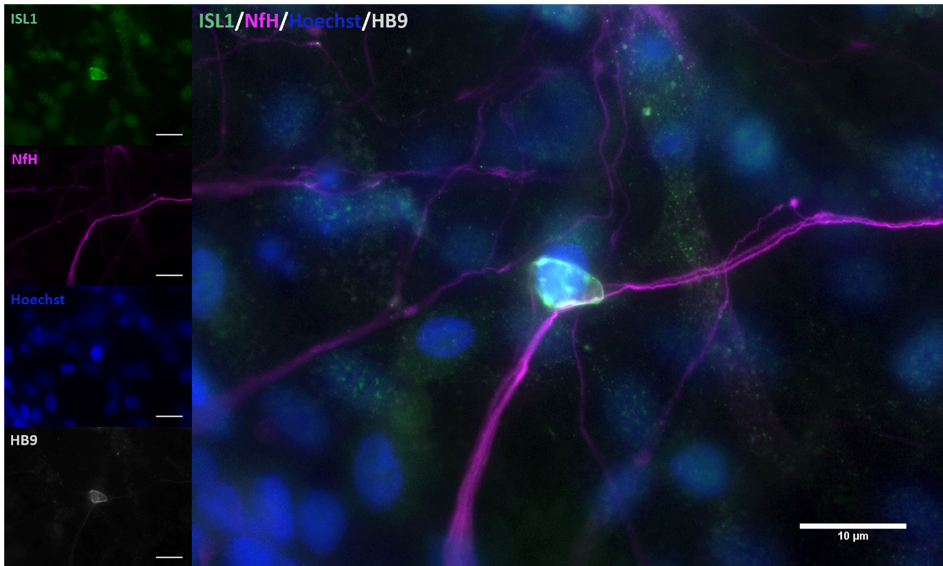 ISL1
NfH
Hoechst
HB9
ISL1/NfH/Hoechst/HB9
10 µm